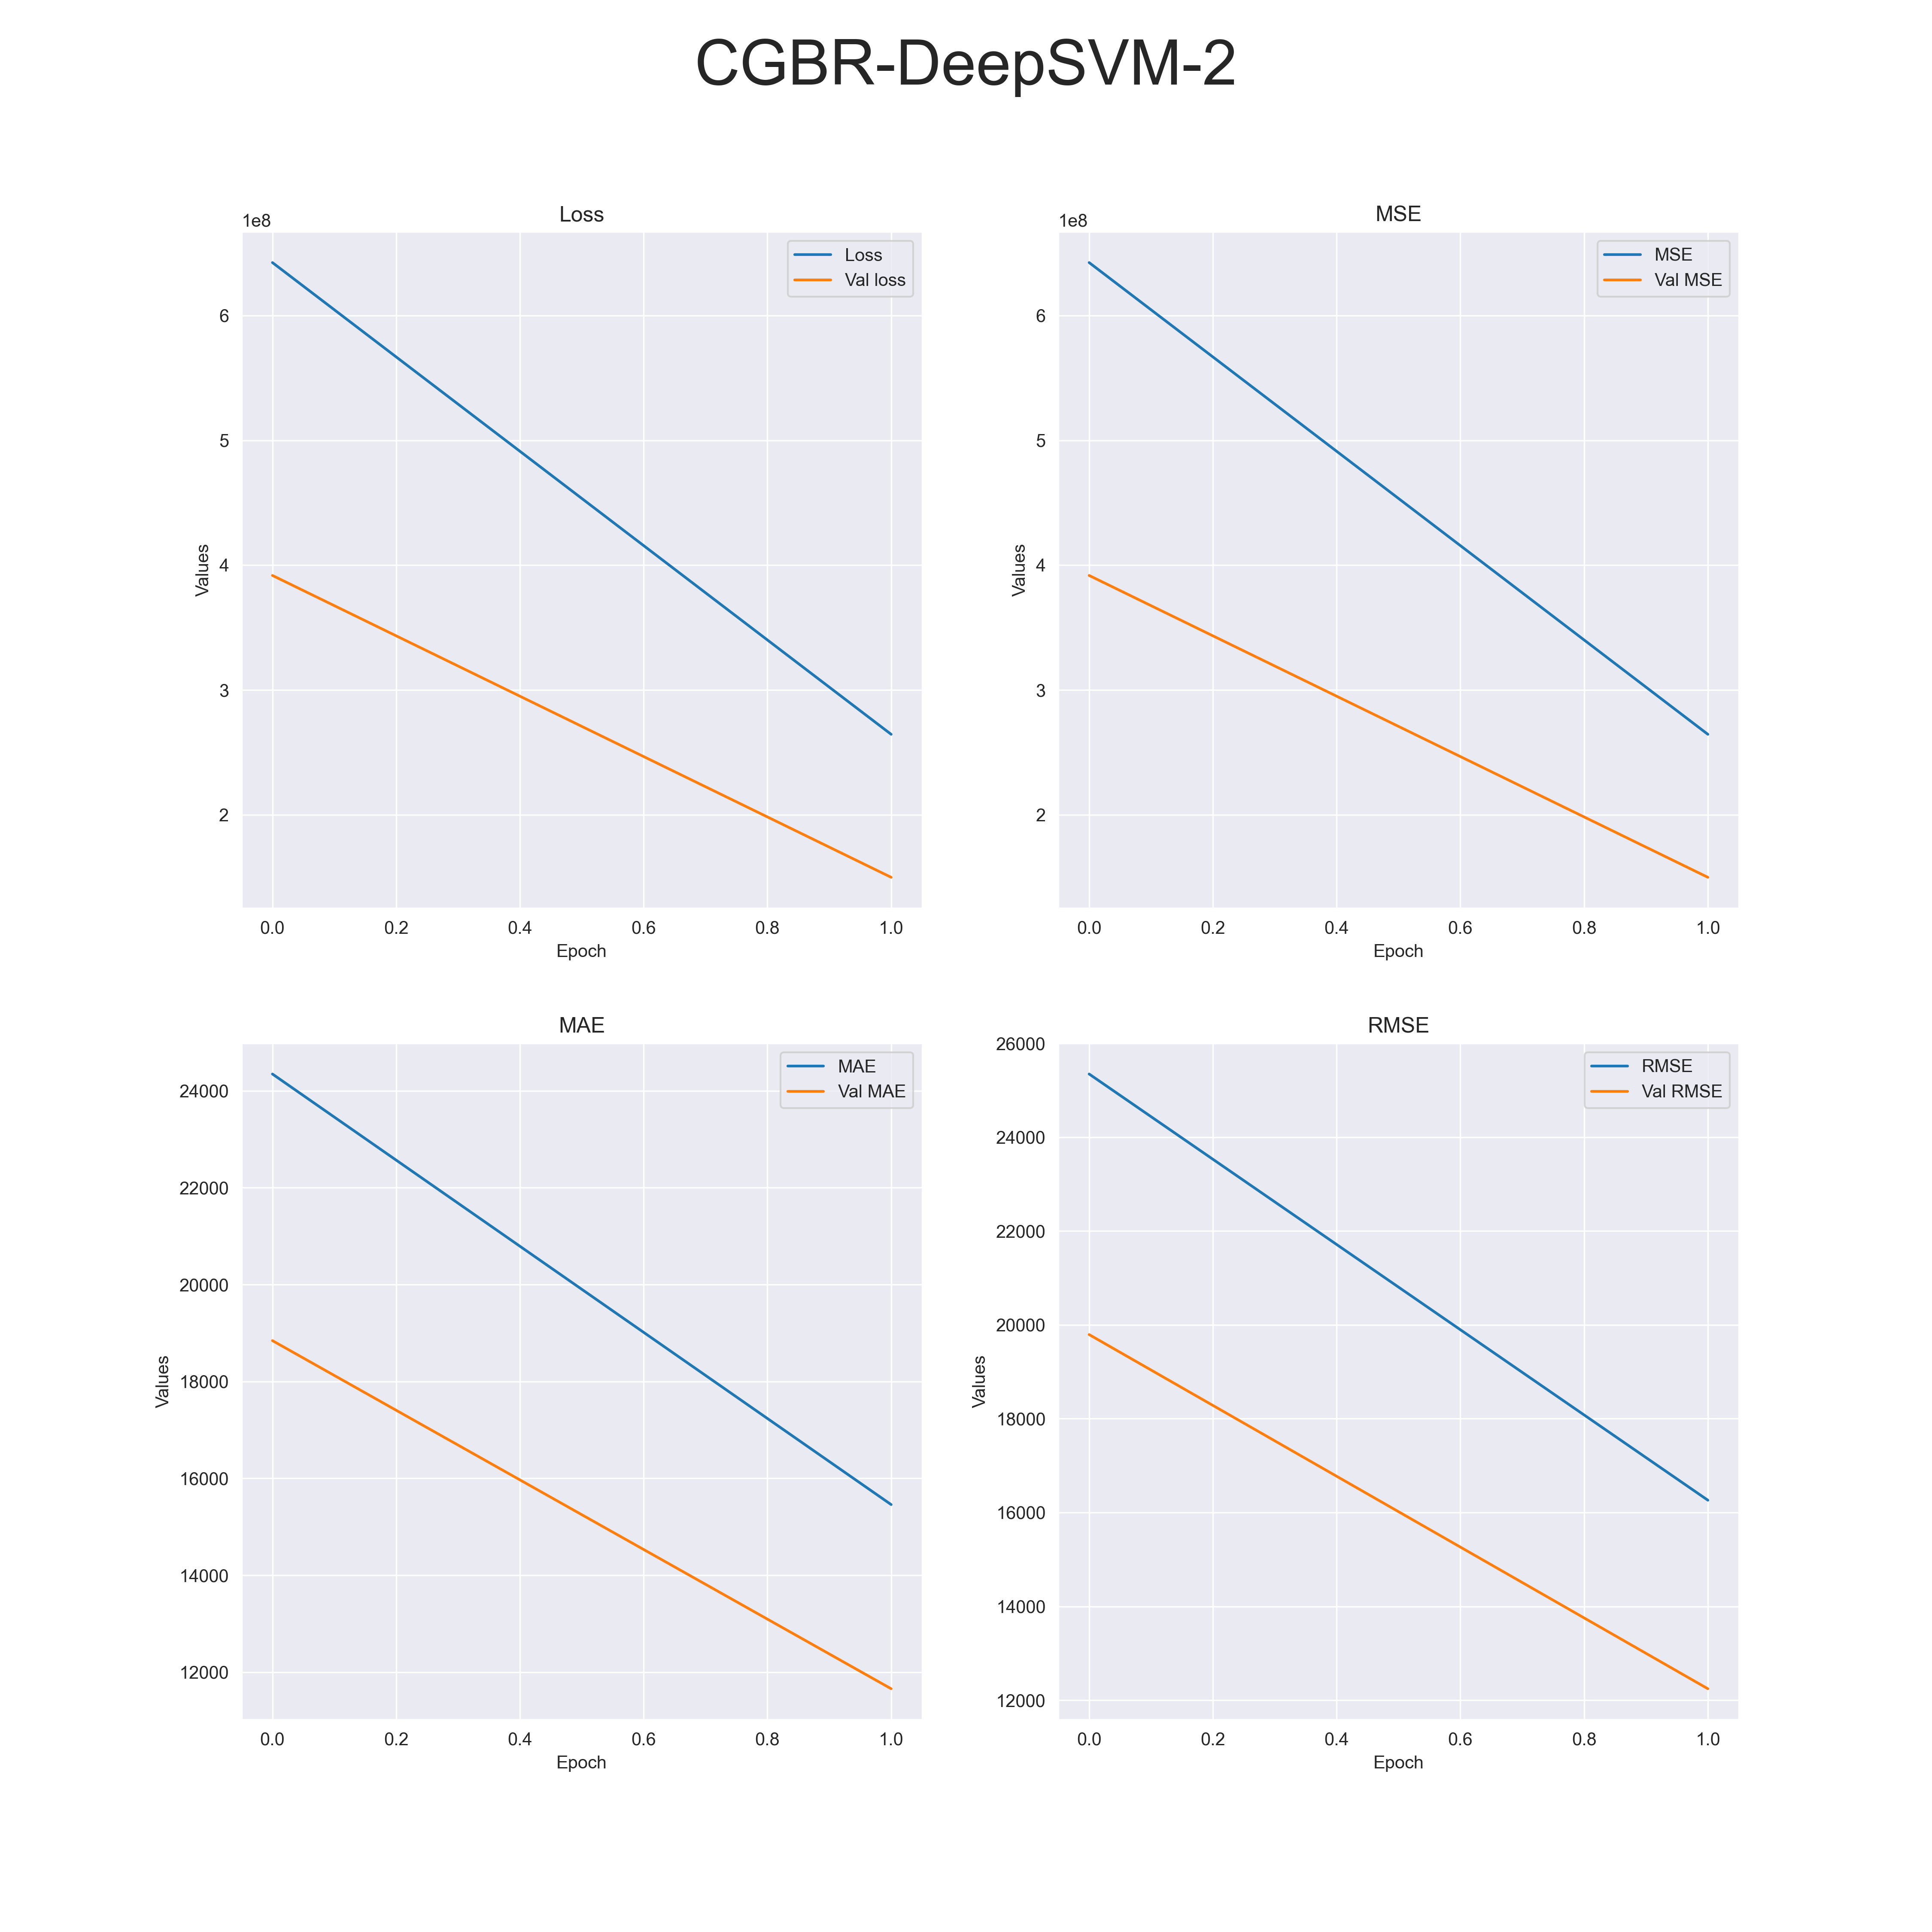 CGBR-DeepSVM-2
Loss
1e8
Loss
Val loss
6
5
4
3
2
Values
0.0 0.2 0.4 0.6 0.8 1.0
Epoch
MSE
1e8
MSE
Val MSE
6
5
4
3
2
Values
0.0 0.2 0.4 0.6 0.8 1.0
Epoch
MAE
MAE
Val MAE
24000
22000
20000
18000
16000
14000
12000
Values
0.0 0.2 0.4 0.6 0.8 1.0
Epoch
RMSE
RMSE
Val RMSE
26000
24000
22000
20000
18000
16000
14000
12000
Values
0.0 0.2 0.4 0.6 0.8 1.0
Epoch